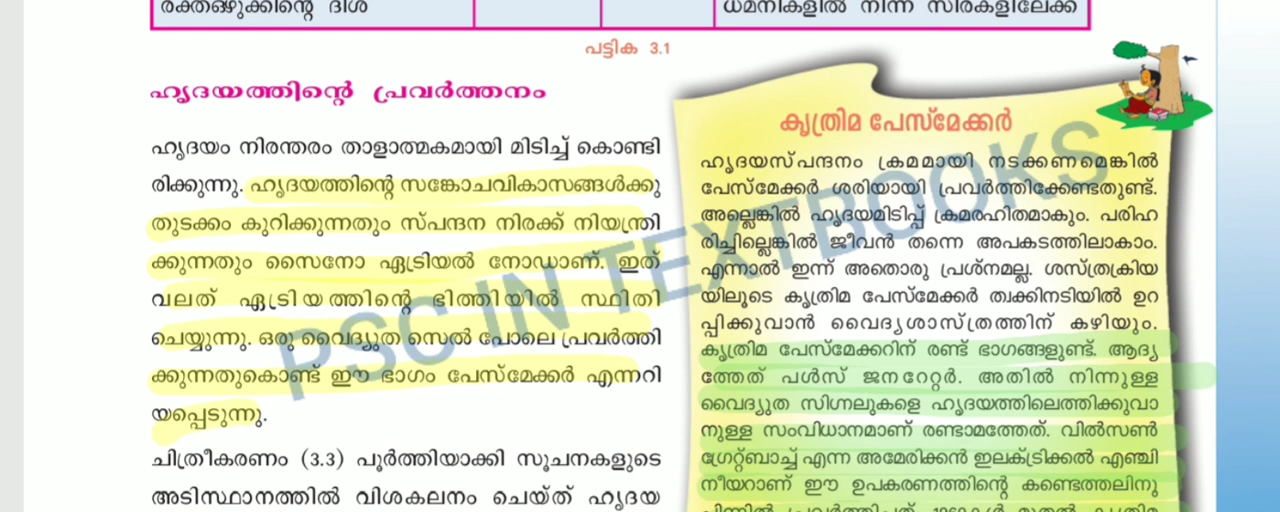 രക്തഒഴുക്കിന്റെ ദിശ
ധമനികളിൽ നിന്ന് സിരകളിലേക്ക്
പട്ടിക 3.1
ഹൃദയത്തിന്റെ പ്രവർത്തനം
ഹൃദയം നിരന്തരം താളാത്മകമായി മിടിച്ച് കൊണ്ടി
രിക്കുന്നു. ഹൃദയത്തിന്റെ സങ്കോചവികാസങ്ങൾക്കു
തുടക്കം കുറിക്കുന്നതും സ്പന്ദന നിരക്ക് നിയന്ത്രി
ക്കുന്നതും സൈനോ ഏട്രിയൽ നോഡാണ്. ഇത്
വലത് ഏട്രിയത്തിന്റെ ഭിത്തിയിൽ സ്ഥിതി
ചെയ്യുന്നു. ഒരു വൈദ്യുത സെൽ പോലെ പ്രവർത്തി
ക്കുന്നതുകൊണ്ട് ഈ ഭാഗം പേസ്മേക്കർ എന്നറി
യപ്പെടുന്നു.
ചിത്രീകരണം (3.3) പൂർത്തിയാക്കി സൂചനകളുടെ
അടിസ്ഥാനത്തിൽ വിശകലനം ചെയ്ത് ഹൃദയ
കൃത്രിമ പേസ്മേക്കർ
ഹൃദയസ്പന്ദനം ക്രമമായി നടക്കണമെങ്കിൽ
പേസ്മേക്കർ ശരിയായി പ്രവർത്തിക്കേണ്ടതുണ്ട്.
അല്ലെങ്കിൽ ഹൃദയമിടിപ്പ് ക്രമരഹിതമാകും. പരിഹ
രിച്ചില്ലെങ്കിൽ ജീവൻ തന്നെ അപകടത്തിലാകാം.
എന്നാൽ ഇന്ന് അതൊരു പ്രശ്നമല്ല. ശസ്ത്രക്രിയ
യിലൂടെ കൃത്രിമ പേസ്മേക്കർ ത്വക്കിനടിയിൽ ഉറ
പ്പിക്കുവാൻ വൈദ്യശാസ്ത്രത്തിന് കഴിയും.
കൃത്രിമ പേസ്മേക്കറിന് രണ്ട് ഭാഗങ്ങളുണ്ട്. ആദ്യ
ത്തേത് പൾസ് ജനറേറ്റർ. അതിൽ നിന്നുള്ള
വൈദ്യുത സിഗ്നലുകളെ ഹൃദയത്തിലെത്തിക്കുവാ
നുള്ള സംവിധാനമാണ് രണ്ടാമത്തേത്. വിൽസൺ
ഗ്രേറ്റ്ബാച്ച് എന്ന അമേരിക്കൻ ഇലക്ട്രിക്കൽ എഞ്ചി
നീയറാണ് ഈ ഉപകരണത്തിന്റെ കണ്ടെത്തലിനു
PSC IN TEXTBOOKS